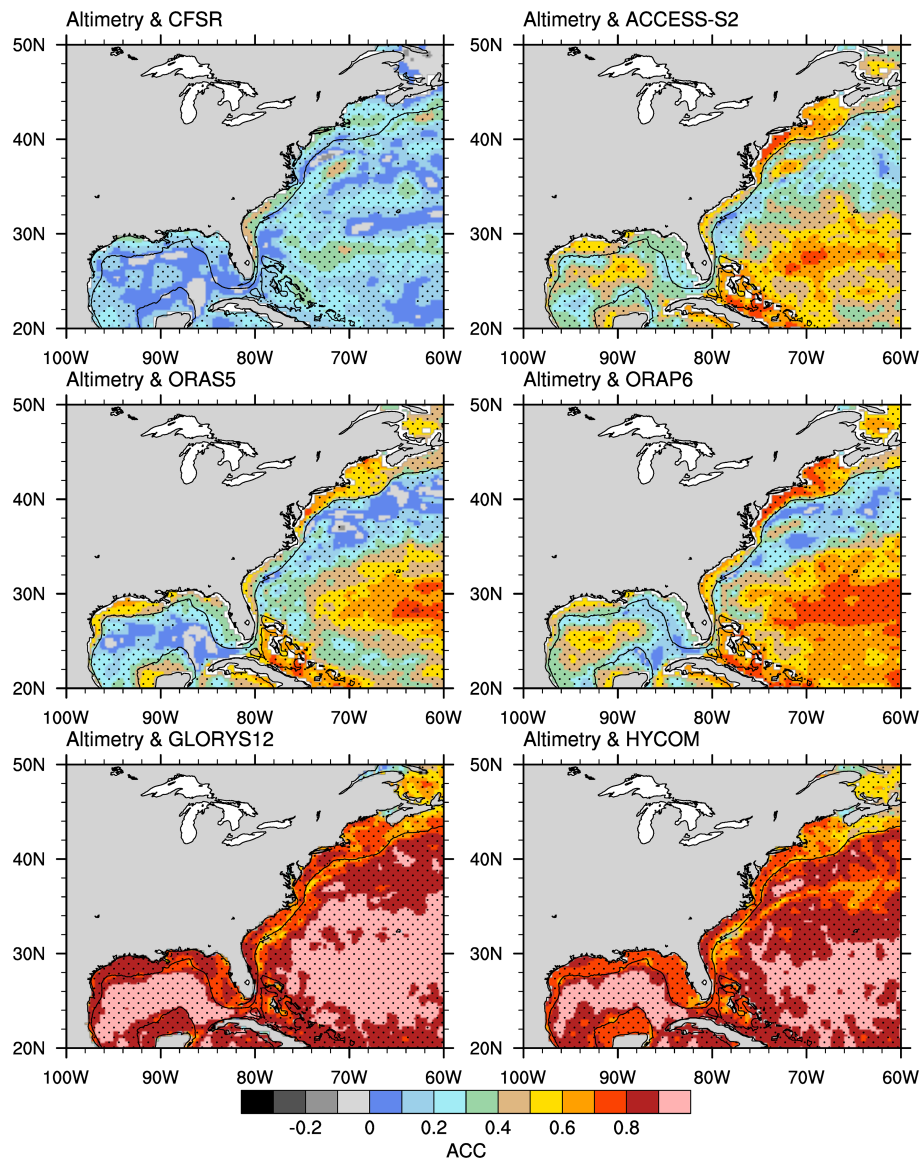 Altimetry & CFSR
Altimetry & ACCESS-S2
50N
50N
40N
40N
30N
30N
20N
20N
100W 90W 80W 70W 60W
100W 90W 80W 70W 60W
Altimetry & ORAS5
Altimetry & ORAP6
50N
50N
40N
40N
30N
30N
20N
20N
100W 90W 80W 70W 60W
100W 90W 80W 70W 60W
Altimetry & GLORYS12
Altimetry & HYCOM
50N
50N
40N
40N
30N
30N
20N
20N
100W 90W 80W 70W 60W
100W 90W 80W 70W 60W
-0.2 0 0.2 0.4 0.6 0.8
ACC